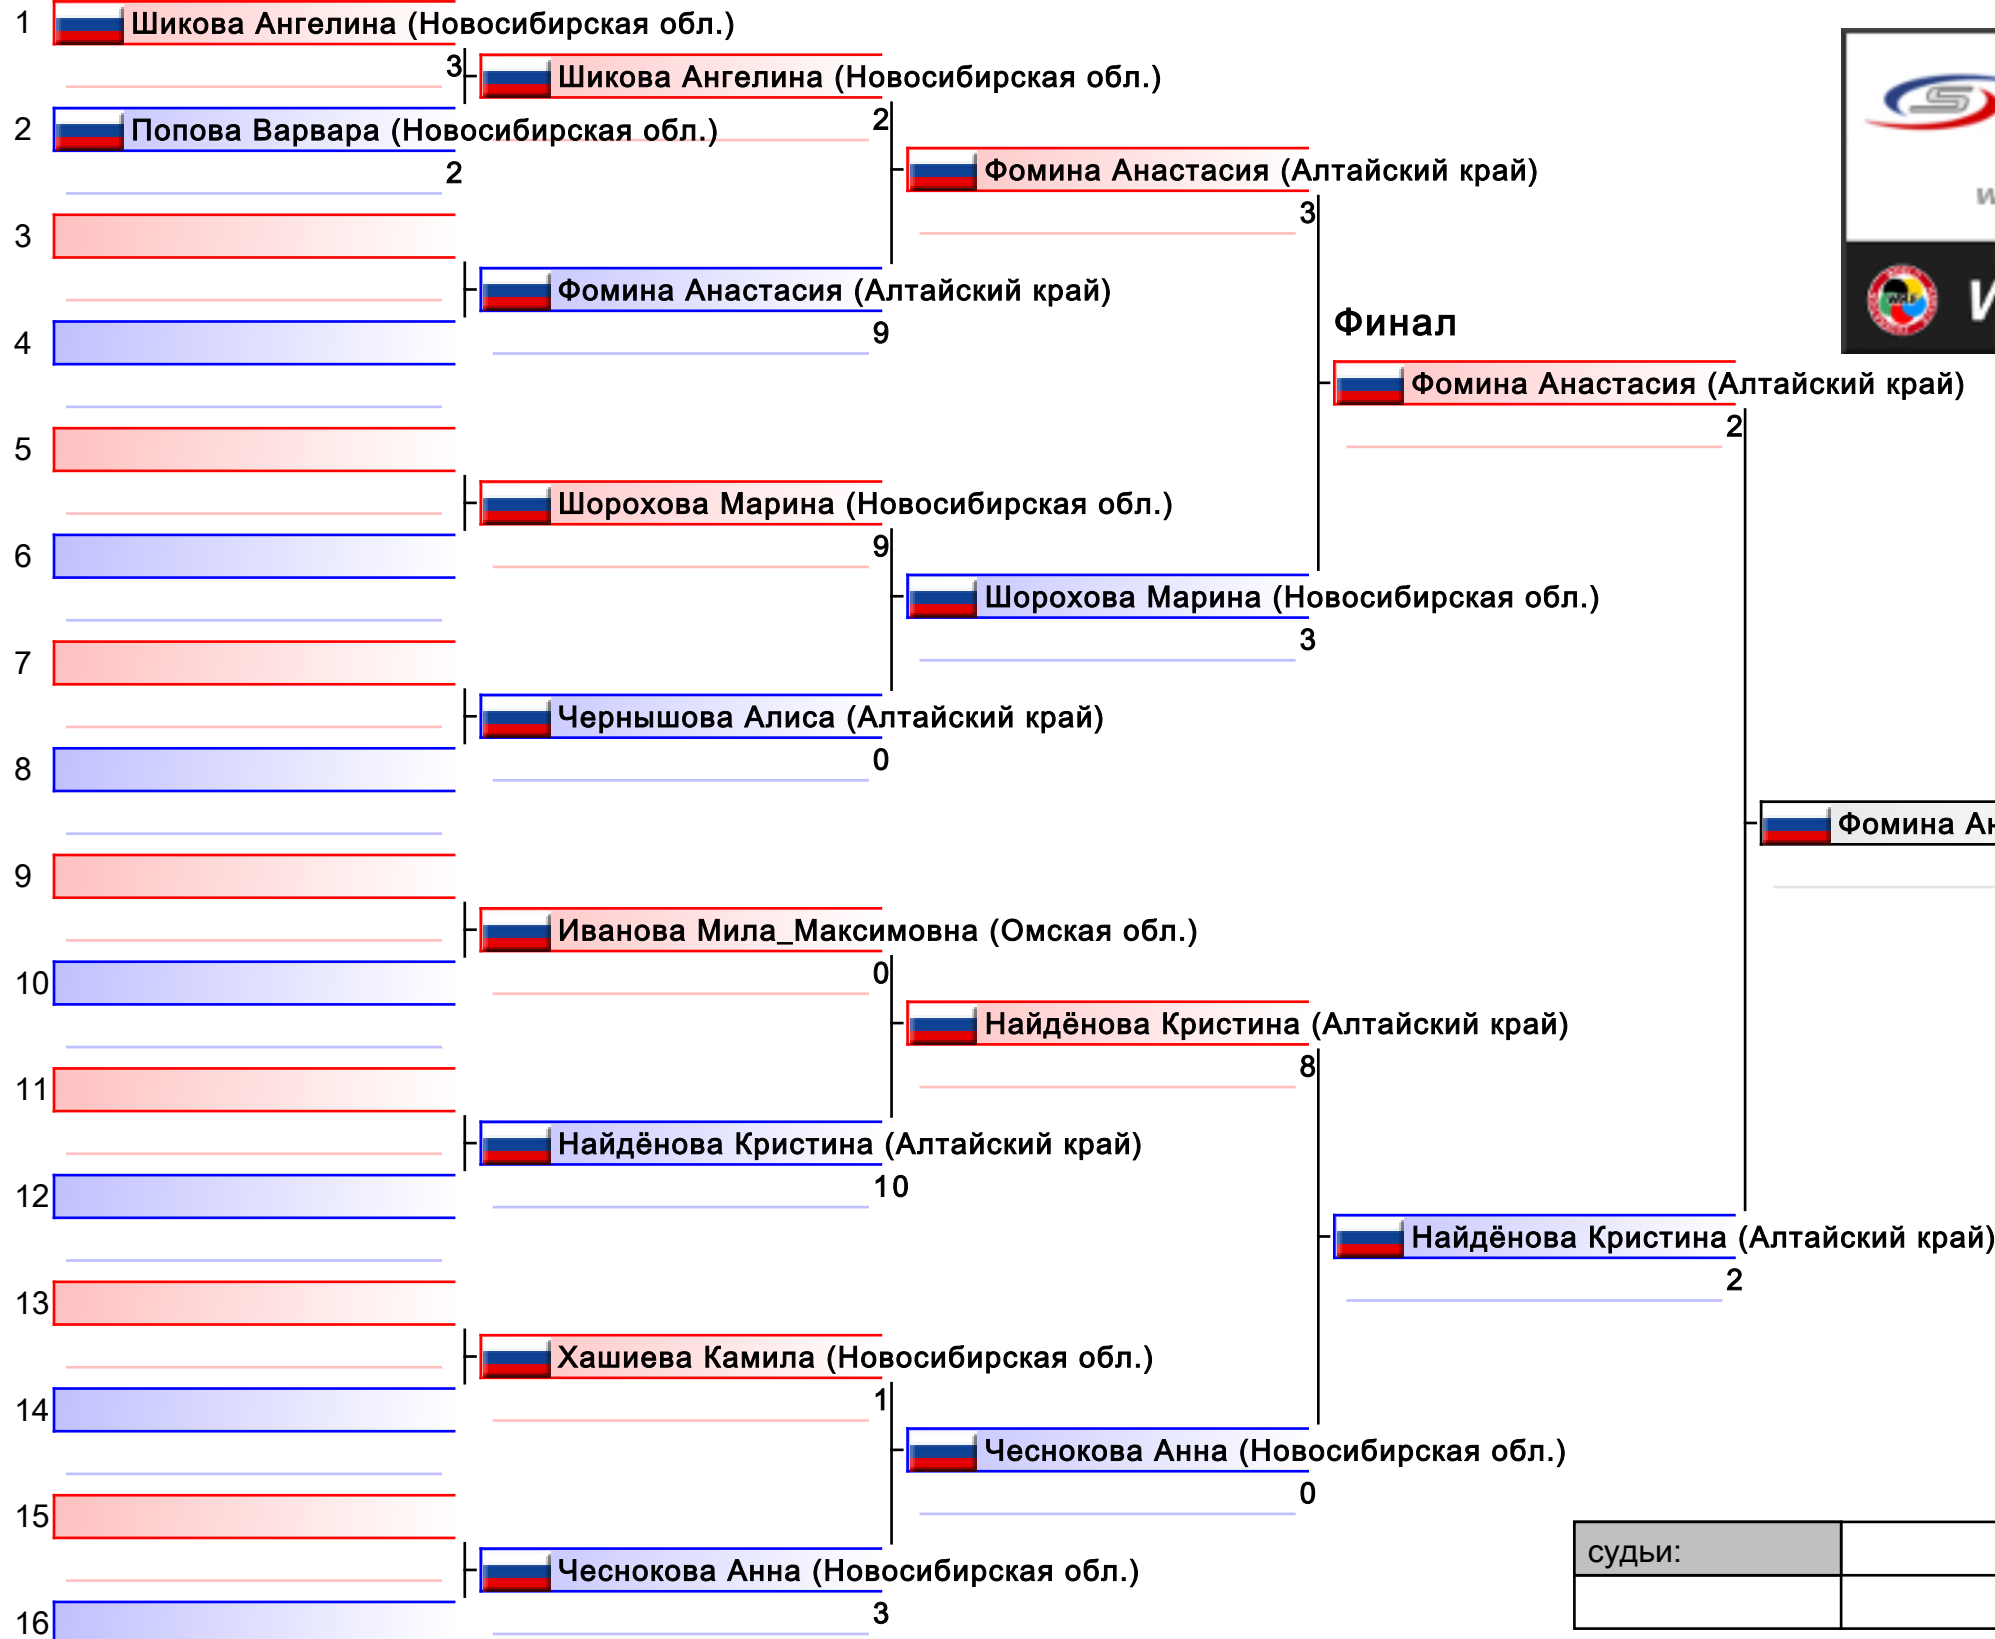 1 Шикова Ангелина (Новосибирская обл.)
3
Шикова Ангелина (Новосибирская обл.)
2
2 Попова Варвара (Новосибирская обл.)
2
Фомина Анастасия (Алтайский край)
3
3
Фомина Анастасия (Алтайский край)
9
4
Финал
Фомина Анастасия (Алтайский край)
2
5
Шорохова Марина (Новосибирская обл.)
9
6
Шорохова Марина (Новосибирская обл.)
3
7
Чернышова Алиса (Алтайский край)
0
8
Фомина
9
Иванова Мила_Максимовна (Омская обл.)
0
10
Найдёнова Кристина (Алтайский край)
8
11
Найдёнова Кристина (Алтайский край)
10
12
Найдёнова Кристина (Алтайский край)
2
13
Хашиева Камила (Новосибирская обл.)
1
14
Чеснокова Анна (Новосибирская обл.)
0
15
судьи:
Чеснокова Анна (Новосибирская обл.)
3
16